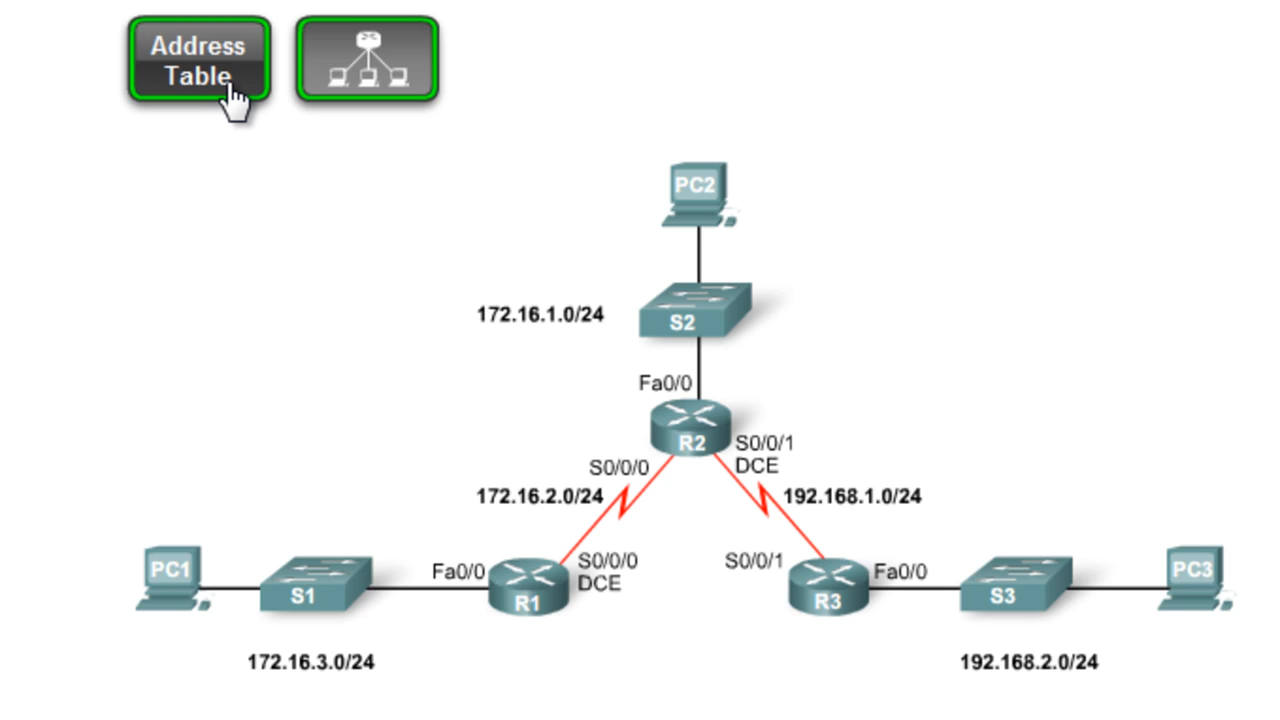 Address
Table
PC2
172.16.1.0/24
S2
Fa0/0
R2
S0/0/1
DCE
S0/0/0
172.16.2.0/24
192.168.1.0/24
PC1
S1
Fa0/0
R1
S0/0/0
DCE
S0/0/1
R3
Fa0/0
S3
PC3
172.16.3.0/24
192.168.2.0/24